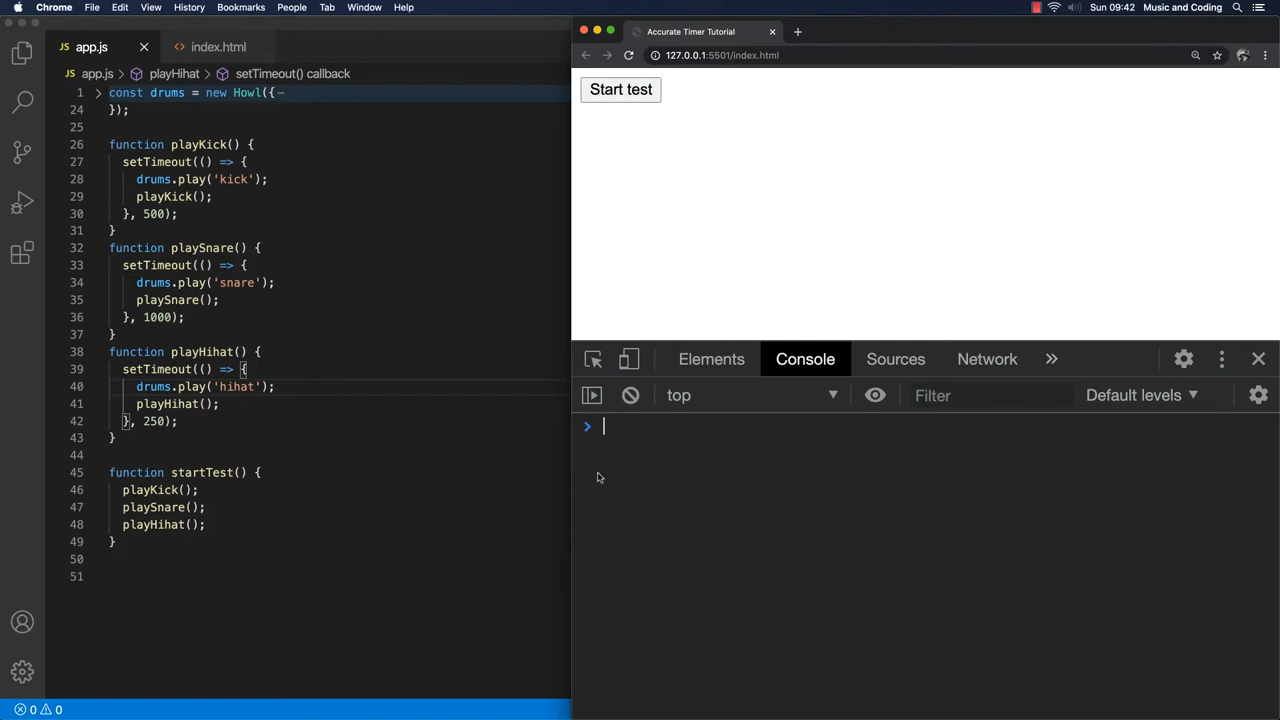 Chrome File Edit View History Bookmarks People Tab Window Help Sun 09:42 Music and Coding
app.js index.html
app.js playHihat setTimeout() callback
1 const drums = new Howl({
24 });
25
26 function playKick() {
27 setTimeout(() => {
28 drums.play('kick');
29 playKick();
30 }, 500);
31 }
32 function playSnare() {
33 setTimeout(() => {
34 drums.play('snare');
35 playSnare();
36 }, 1000);
37 }
38 function playHihat() {
39 setTimeout(() => {
40 drums.play('hihat');
41 playHihat();
42 }, 250);
43 }
44
45 function startTest() {
46 playKick();
47 playSnare();
48 playHihat();
49 }
50
51
0 0
Accurate Timer Tutorial
127.0.0.1:5501/index.html
Start test
Elements Console Sources Network
top Filter Default levels